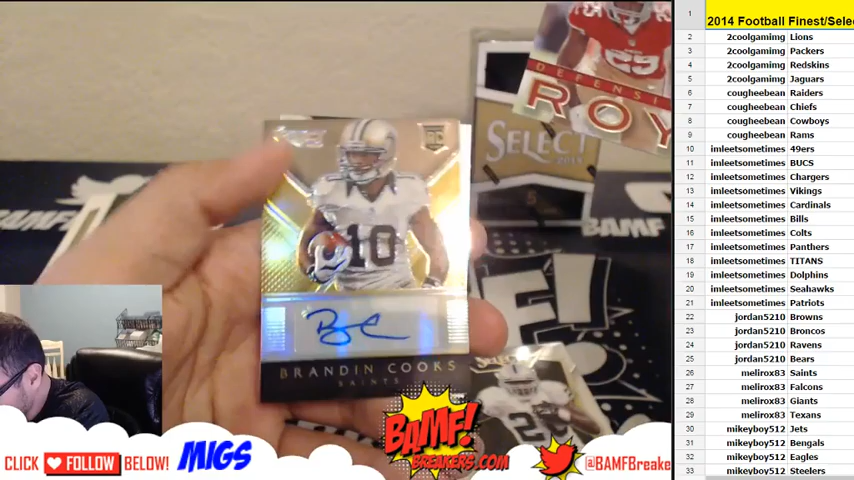 DEFENSI
ROY
SELECT
2014
BAMF
10
BRANDIN COOKS
SAINTS
SELECT
BAMF!
BREAKERS.COM
CLICK FOLLOW BELOW!
MIGS
@BAMFBreake
1 2014 Football Finest/Selec
2 2coolgamimg Lions
3 2coolgamimg Packers
4 2coolgamimg Redskins
5 2coolgamimg Jaguars
6 cougheebean Raiders
7 cougheebean Chiefs
8 cougheebean Cowboys
9 cougheebean Rams
10 imleetsometimes 49ers
11 imleetsometimes BUCS
12 imleetsometimes Chargers
13 imleetsometimes Vikings
14 imleetsometimes Cardinals
15 imleetsometimes Bills
16 imleetsometimes Colts
17 imleetsometimes Panthers
18 imleetsometimes TITANS
19 imleetsometimes Dolphins
20 imleetsometimes Seahawks
21 imleetsometimes Patriots
22 jordan5210 Browns
23 jordan5210 Broncos
24 jordan5210 Ravens
25 jordan5210 Bears
26 melirox83 Saints
27 melirox83 Falcons
28 melirox83 Giants
29 melirox83 Texans
30 mikeyboy512 Jets
31 mikeyboy512 Bengals
32 mikeyboy512 Eagles
33 mikeyboy512 Steelers